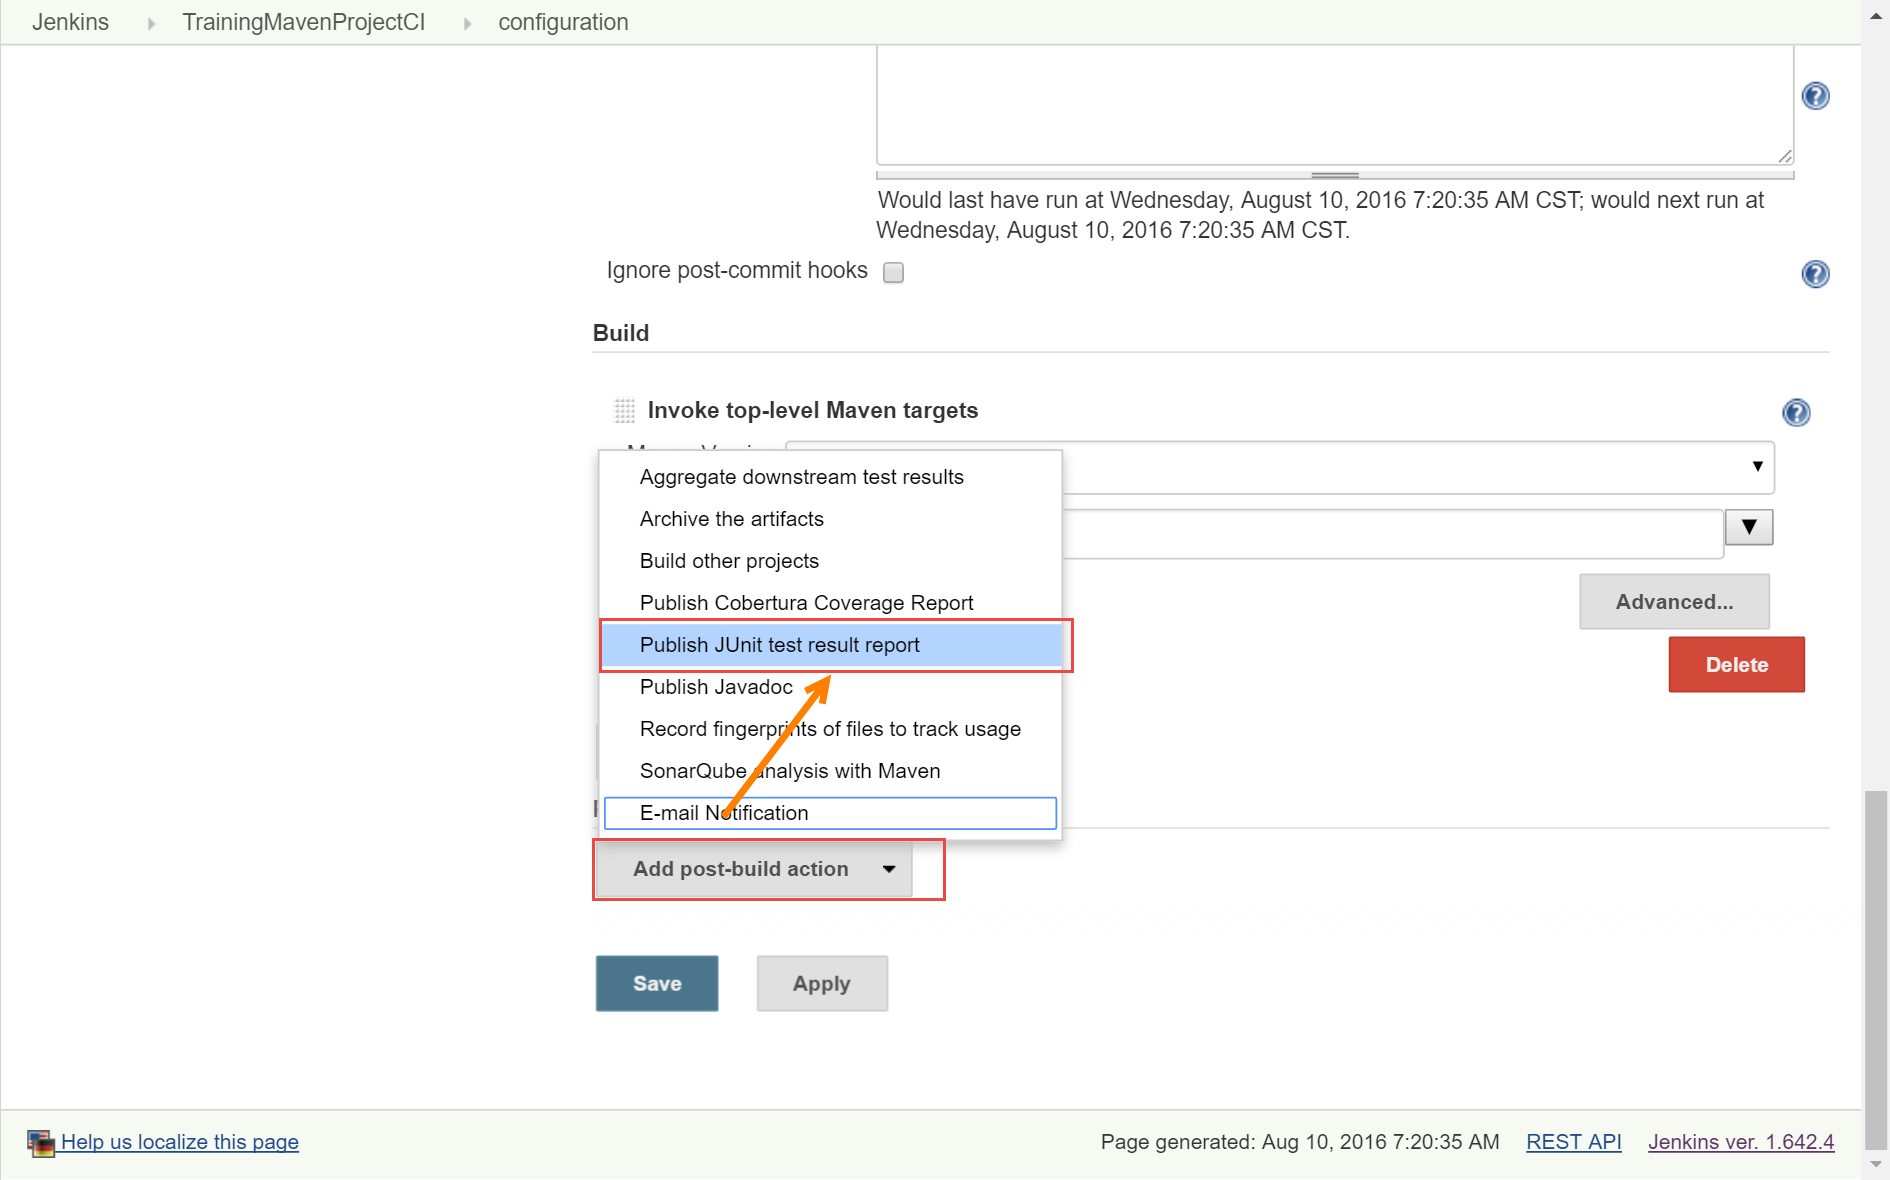 Jenkins TrainingMavenProjectCI configuration
Would last have run at Wednesday, August 10, 2016 7:20:35 AM CST; would next run at
Wednesday, August 10, 2016 7:20:35 AM CST.
Ignore post-commit hooks
Build
Invoke top-level Maven targets
Aggregate downstream test results
Archive the artifacts
Build other projects
Publish Cobertura Coverage Report
Advanced...
Publish JUnit test result report
Delete
Publish Javadoc
Record fingerprints of files to track usage
SonarQube analysis with Maven
E-mail Notification
Add post-build action
Save Apply
Help us localize this page Page generated: Aug 10, 2016 7:20:35 AM REST API Jenkins ver. 1.642.4